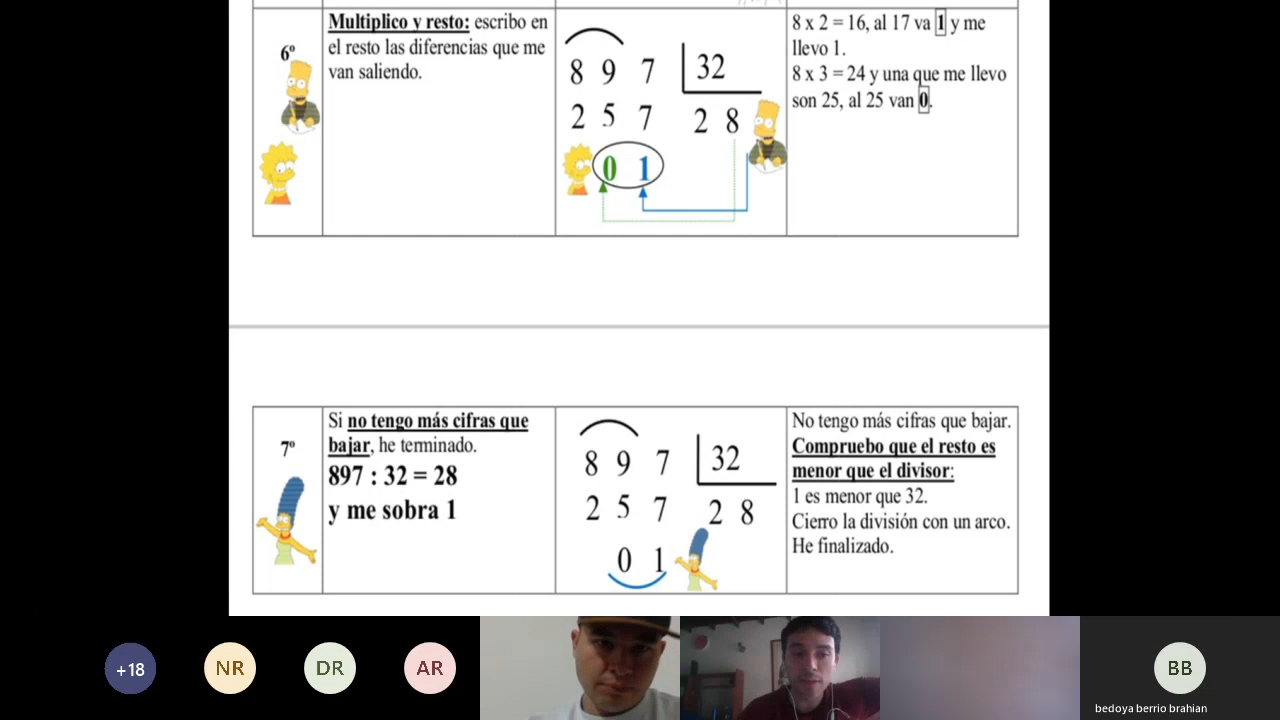 6º
Multiplico y resto: escribo en
el resto las diferencias que me
van saliendo.
8 9 7 32
2 5 7 2 8
0 1
8 x 2 = 16, al 17 va 1 y me
llevo 1.
8 x 3 = 24 y una que me llevo
son 25, al 25 van 0.
7º
Si no tengo más cifras que
bajar, he terminado.
897 : 32 = 28
y me sobra 1
8 9 7 32
2 5 7 2 8
0 1
No tengo más cifras que bajar.
Compruebo que el resto es
menor que el divisor:
1 es menor que 32.
Cierro la división con un arco.
He finalizado.
+18
NR
DR
AR
BB
bedoya berrio brahian